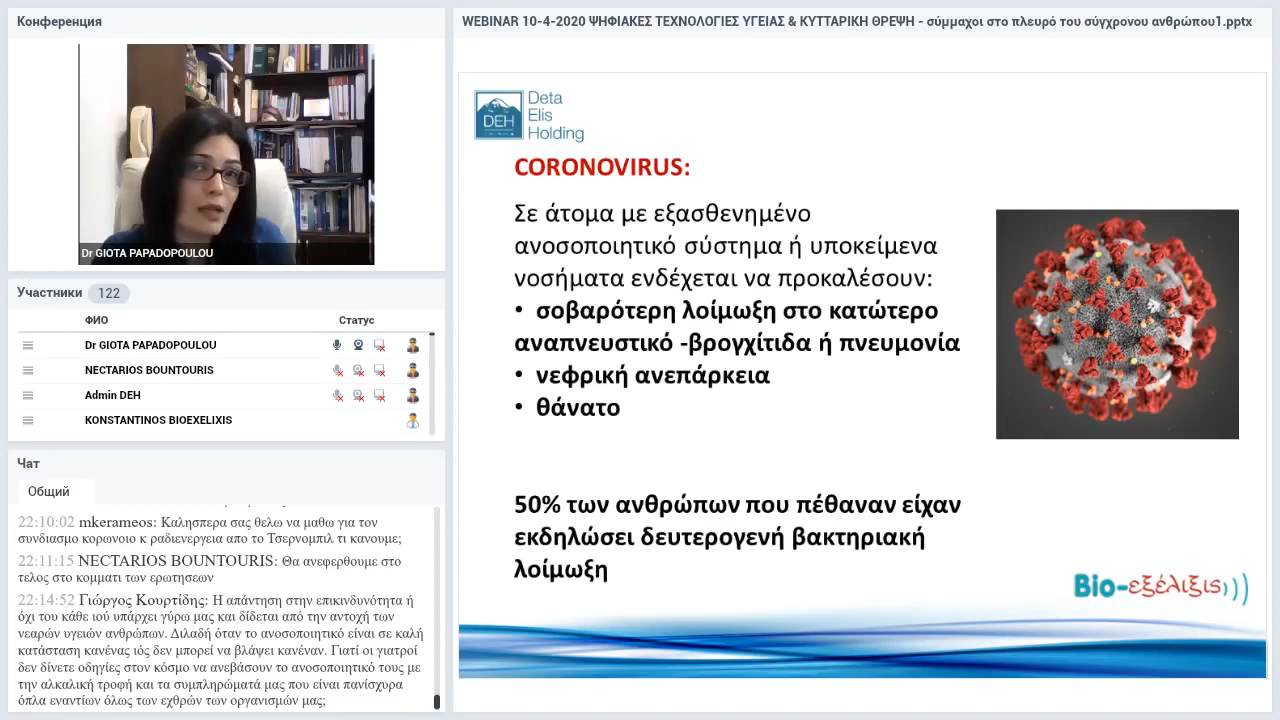 Конференция
Dr GIOTA PAPADOPOULOU
Участники 122
ФИО Статус
Dr GIOTA PAPADOPOULOU
NECTARIOS BOUNTOURIS
Admin DEH
KONSTANTINOS BIOEXELIXIS
Чат
Общий
22:10:02 mkerameos: Καλησπερα σας θελω να μαθω για τον
συνδιασμο κορωνοιο κ ραδιενεργεια απο το Τσερνομπιλ τι κανουμε;
22:11:15 NECTARIOS BOUNTOURIS: Θα ανεφερθουμε στο
τελος στο κομματι των ερωτησεων
22:14:52 Γιώργος Κουρτίδης: Η απάντηση στην επικινδυνότητα ή
όχι του κάθε ιού υπάρχει γύρω μας και δίδεται από την αντοχή των
νεαρών υγειών ανθρώπων. Διλαδή όταν το ανοσοποιητικό είναι σε καλή
κατάσταση κανένας ιός δεν μπορεί να βλάψει κανέναν. Γιατί οι γιατροί
δεν δίνετε οδηγίες στον κόσμο να ανεβάσουν το ανοσοποιητικό τους με
την αλκαλική τροφή και τα συμπληρώματά μας που είναι πανίσχυρα
όπλα εναντίων όλως των εχθρών των οργανισμών μας;
WEBINAR 10-4-2020 ΨΗΦΙΑΚΕΣ ΤΕΧΝΟΛΟΓΙΕΣ ΥΓΕΙΑΣ & ΚΥΤΤΑΡΙΚΗ ΘΡΕΨΗ - σύμμαχοι στο πλευρό του σύγχρονου ανθρώπου1.pptx
DEH
Deta
Elis
Holding
CORONOVIRUS:
Σε άτομα με εξασθενημένο
ανοσοποιητικό σύστημα ή υποκείμενα
νοσήματα ενδέχεται να προκαλέσουν:
• σοβαρότερη λοίμωξη στο κατώτερο
αναπνευστικό -βρογχίτιδα ή πνευμονία
• νεφρική ανεπάρκεια
• θάνατο
50% των ανθρώπων που πέθαναν είχαν
εκδηλώσει δευτερογενή βακτηριακή
λοίμωξη
Bio-εξέλιξις